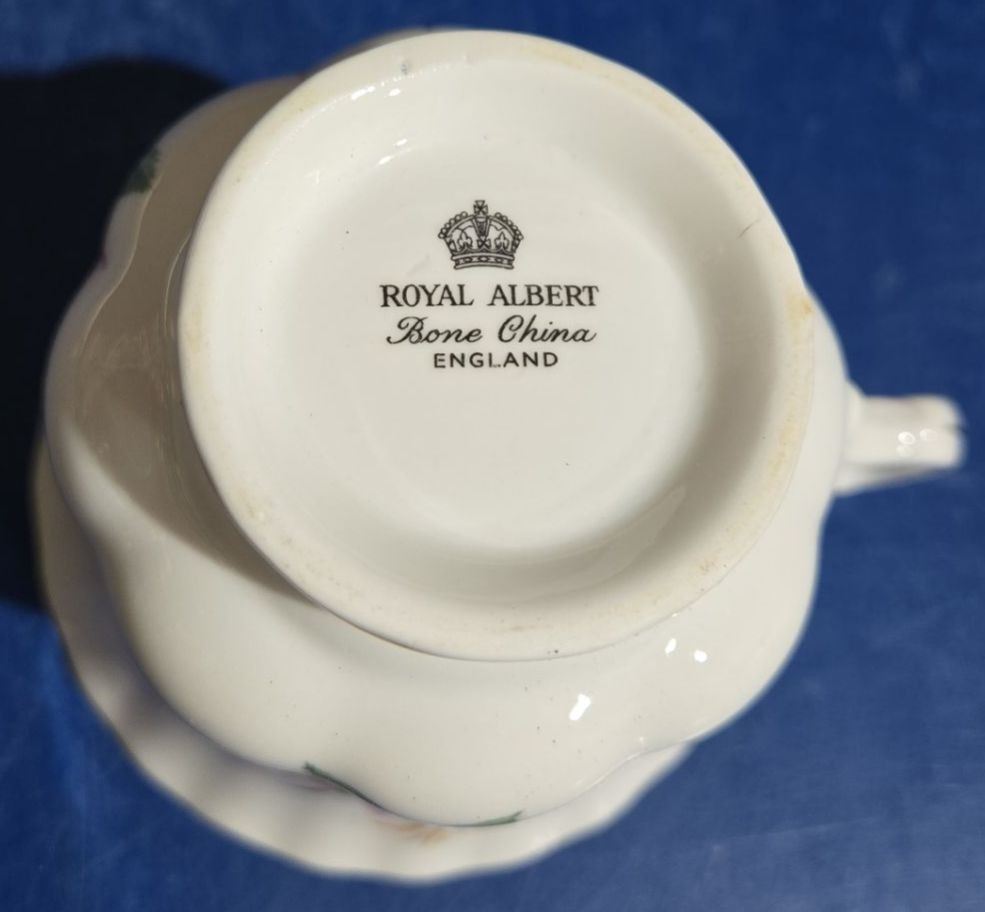 ROYAL ALBERT
Bone China
ENGLAND